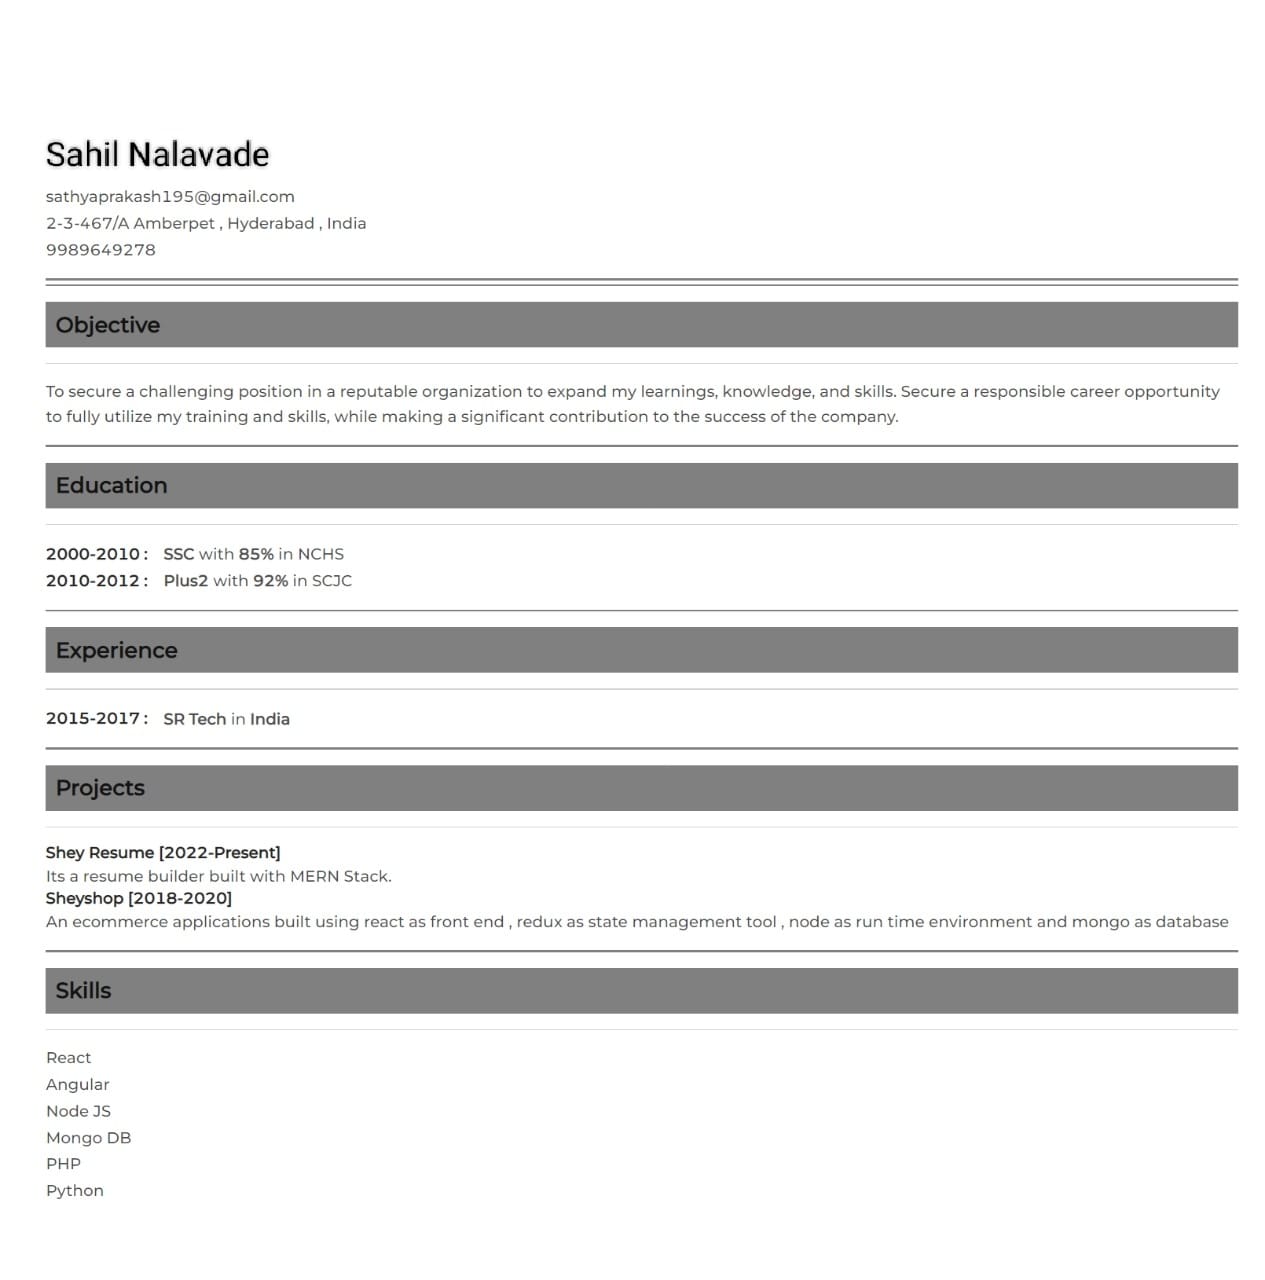 Sahil Nalavade
sathyaprakash195@gmail.com
2-3-467/A Amberpet , Hyderabad , India
9989649278
Objective
To secure a challenging position in a reputable organization to expand my learnings, knowledge, and skills. Secure a responsible career opportunity
to fully utilize my training and skills, while making a significant contribution to the success of the company.
Education
2000-2010 : SSC with 85% in NCHS
2010-2012 : Plus2 with 92% in SCJC
Experience
2015-2017 : SR Tech in India
Projects
Shey Resume [2022-Present]
Its a resume builder built with MERN Stack.
Sheyshop [2018-2020]
An ecommerce applications built using react as front end , redux as state management tool , node as run time environment and mongo as database
Skills
React
Angular
Node JS
Mongo DB
PHP
Python